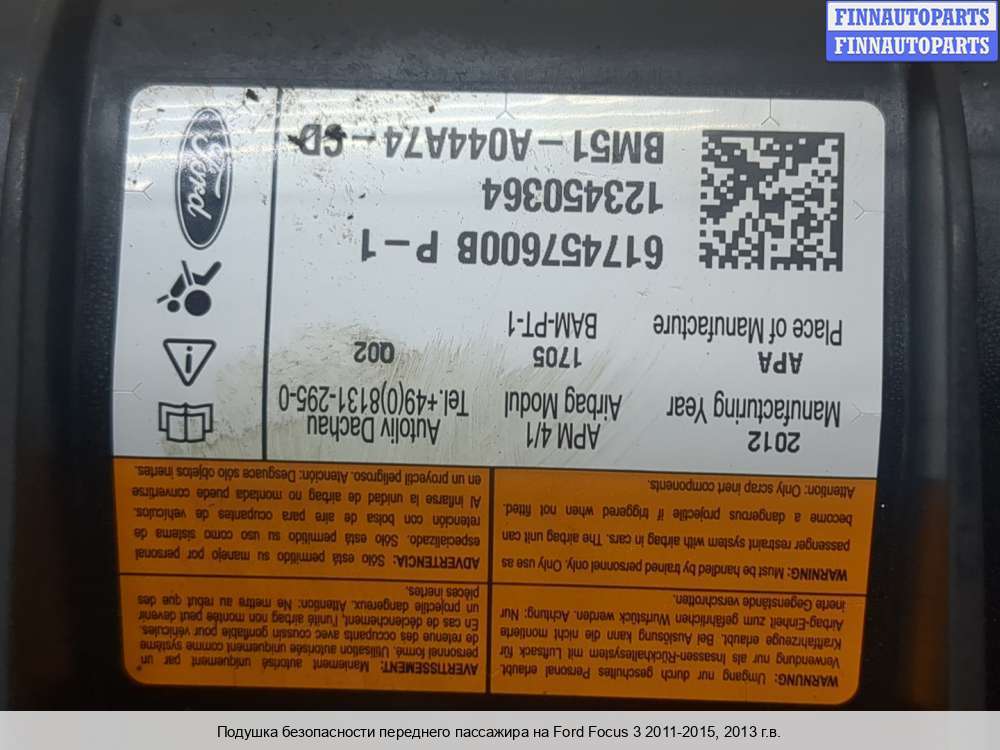 FINNAUTOPARTS
FINNAUTOPARTS
WARNUNG: Umgang nur durch geschultes Personal erlaubt.
Verwendung nur als Insassen-Rückhaltesystem mit Luftsack für
Kraftfahrzeuge erlaubt. Bei Auslösung kann die nicht montierte
Airbag-Einheit zum gefährlichen Wurfstück werden. Achtung: Nur
inerte Gegenstände verschrotten.
AVERTISSEMENT: Maniement autorisé uniquement par un
personnel formé. Utilisation autorisée uniquement comme système
de retenue des occupants avec coussin gonflable pour véhicules.
En cas de déclenchement, l'unité airbag non montée peut devenir
un projectile dangereux. Attention: Ne mettre au rebut que des
pièces inertes.
WARNING: Must be handled by trained personnel only. Only use as
passenger restraint system with airbag in cars. The airbag unit can
become a dangerous projectile if triggered when not fitted.
Attention: Only scrap inert components.
ADVERTENCIA: Sólo está permitido su manejo por personal
especializado. Sólo está permitido su uso como sistema de
retención con bolsa de aire para ocupantes de vehículos.
Al inflarse la unidad de airbag no montada puede convertirse
en un proyectil peligroso. Atención: Desguace sólo objetos inertes.
2012 APM 4/1 Autoliv Dachau
Manufacturing Year Airbag Modul Tel.+49(0)8131-295-0
APA 1705 Q02
Place of Manufacture BAM-PT-1
617457600B P-1
123450364
BM51-A044A74-CD
Ford
Подушка безопасности переднего пассажира на Ford Focus 3 2011-2015, 2013 г.в.